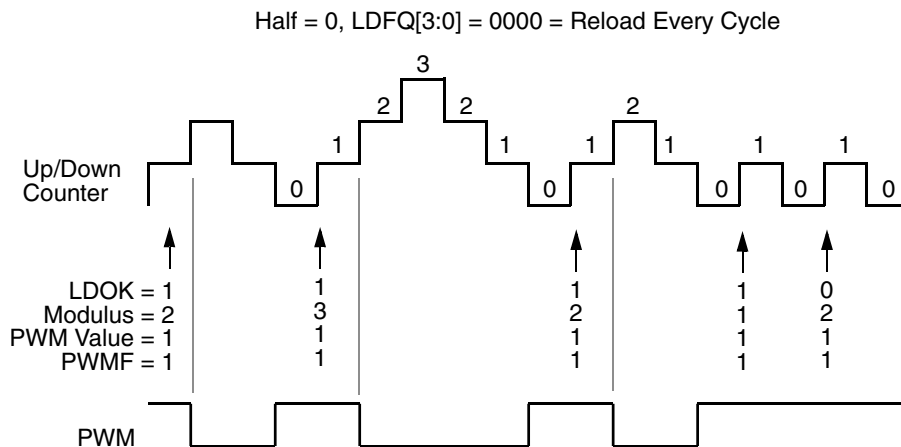 Half = 0, LDFQ[3:0] = 0000 = Reload Every Cycle
3
2 2 2
1 1 1 1 1 1
Up/Down
Counter
0 0 0 0 0
LDOK = 1 1 1 1 0
Modulus = 2 3 2 1 2
PWM Value = 1 1 1 1 1
PWMF = 1 1 1 1 1
PWM